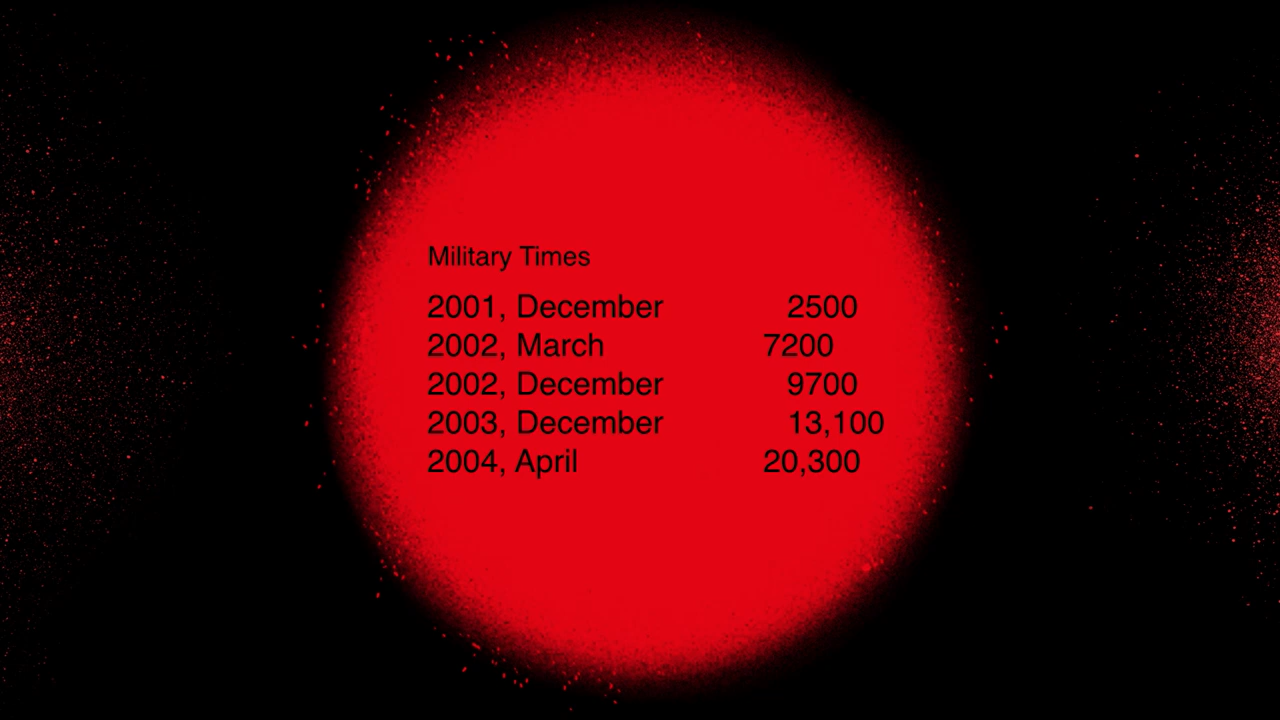 Military Times
2001, December 2500
2002, March 7200
2002, December 9700
2003, December 13,100
2004, April 20,300